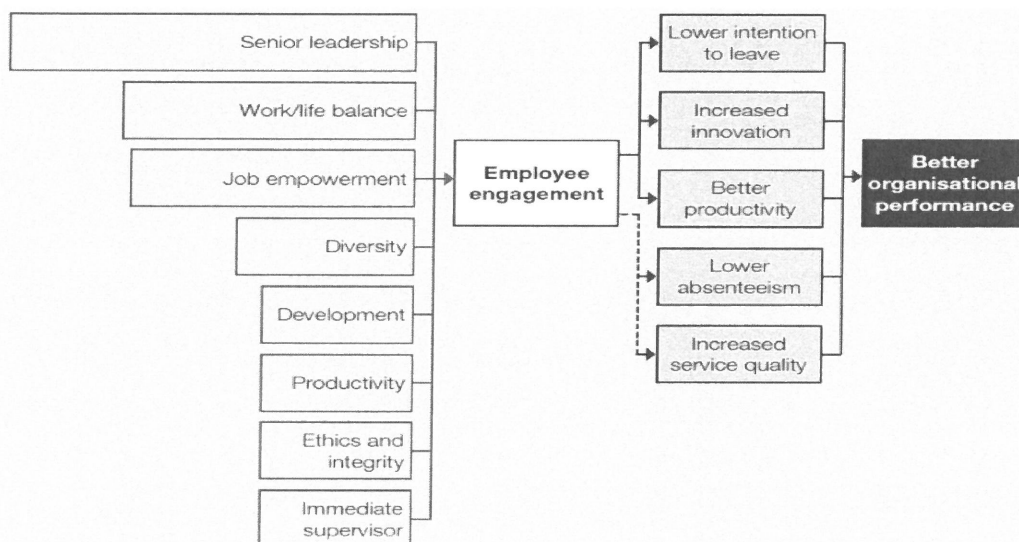 Senior leadership
Work/life balance
Job empowerment
Diversity
Development
Productivity
Ethics and
integrity
Immediate
supervisor
Employee
engagement
Lower intention
to leave
Increased
innovation
Better
productivity
Lower
absenteeism
Increased
service quality
Better
organisational
performance